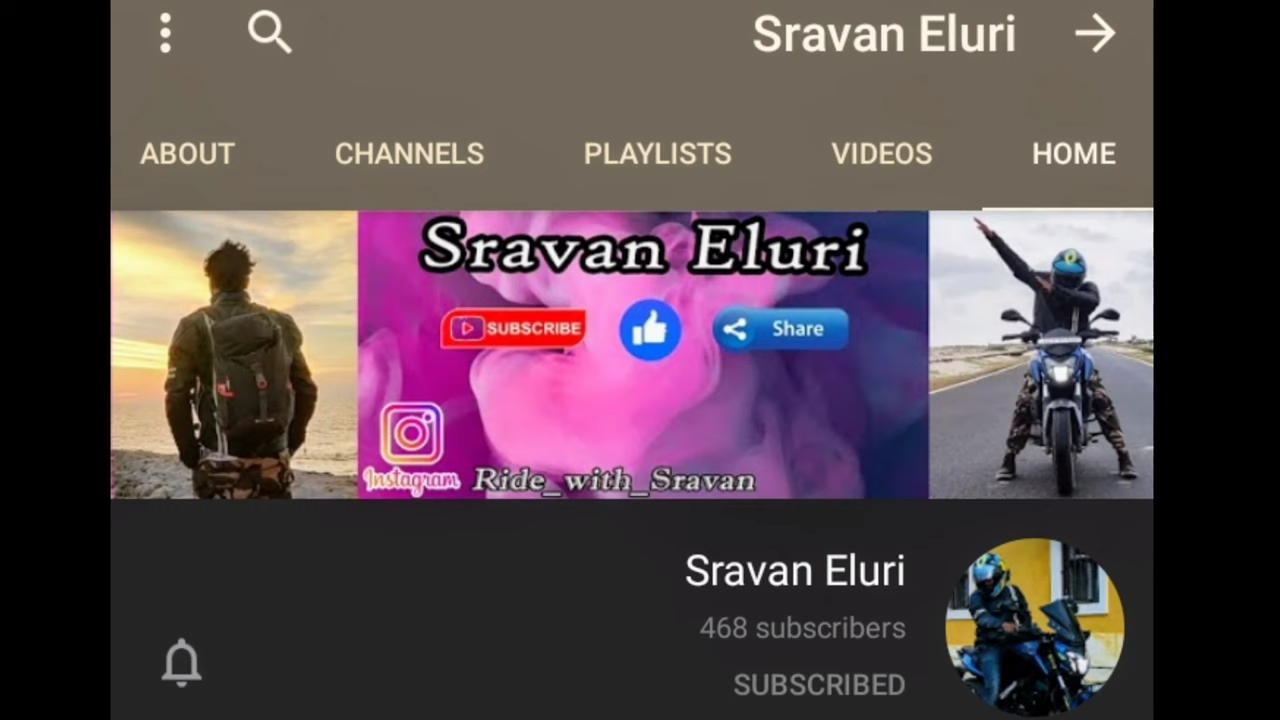 Sravan Eluri
ABOUT CHANNELS PLAYLISTS VIDEOS HOME
Sravan Eluri
SUBSCRIBE Share
Instagram Ride_with_Sravan
Sravan Eluri
468 subscribers
SUBSCRIBED